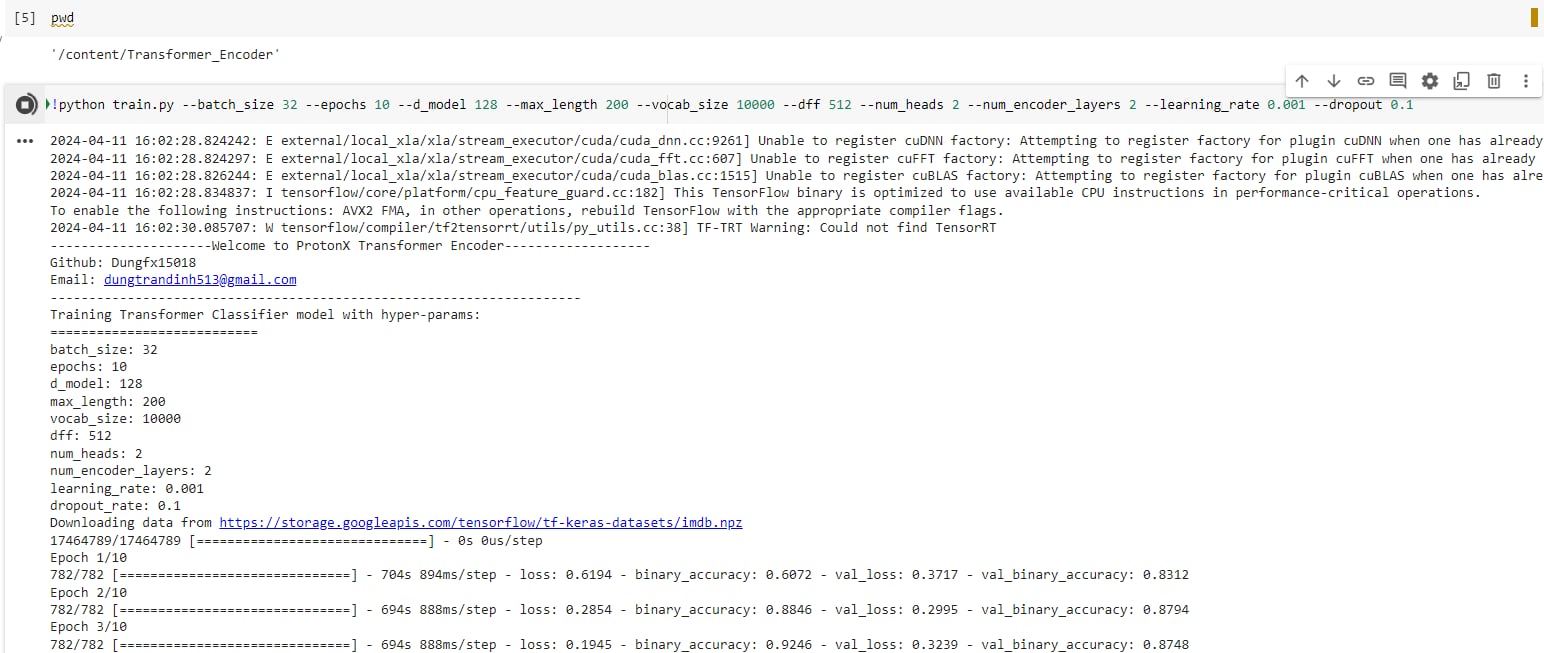 [5] pwd
'/content/Transformer_Encoder'
!python train.py --batch_size 32 --epochs 10 --d_model 128 --max_length 200 --vocab_size 10000 --dff 512 --num_heads 2 --num_encoder_layers 2 --learning_rate 0.001 --dropout 0.1
2024-04-11 16:02:28.824242: E external/local_xla/xla/stream_executor/cuda/cuda_dnn.cc:9261] Unable to register cuDNN factory: Attempting to register factory for plugin cuDNN when one has already
2024-04-11 16:02:28.824297: E external/local_xla/xla/stream_executor/cuda/cuda_fft.cc:607] Unable to register cuFFT factory: Attempting to register factory for plugin cuFFT when one has already
2024-04-11 16:02:28.826244: E external/local_xla/xla/stream_executor/cuda/cuda_blas.cc:1515] Unable to register cuBLAS factory: Attempting to register factory for plugin cuBLAS when one has alre
2024-04-11 16:02:28.834837: I tensorflow/core/platform/cpu_feature_guard.cc:182] This TensorFlow binary is optimized to use available CPU instructions in performance-critical operations.
To enable the following instructions: AVX2 FMA, in other operations, rebuild TensorFlow with the appropriate compiler flags.
2024-04-11 16:02:30.085707: W tensorflow/compiler/tf2tensorrt/utils/py_utils.cc:38] TF-TRT Warning: Could not find TensorRT
---------------------Welcome to ProtonX Transformer Encoder-------------------
Github: Dungfx15018
Email: dungtrandinh513@gmail.com
---------------------------------------------------------------------
Training Transformer Classifier model with hyper-params:
===========================
batch_size: 32
epochs: 10
d_model: 128
max_length: 200
vocab_size: 10000
dff: 512
num_heads: 2
num_encoder_layers: 2
learning_rate: 0.001
dropout_rate: 0.1
Downloading data from https://storage.googleapis.com/tensorflow/tf-keras-datasets/imdb.npz
17464789/17464789 [==============================] - 0s 0us/step
Epoch 1/10
782/782 [==============================] - 704s 894ms/step - loss: 0.6194 - binary_accuracy: 0.6072 - val_loss: 0.3717 - val_binary_accuracy: 0.8312
Epoch 2/10
782/782 [==============================] - 694s 888ms/step - loss: 0.2854 - binary_accuracy: 0.8846 - val_loss: 0.2995 - val_binary_accuracy: 0.8794
Epoch 3/10
782/782 [==============================] - 694s 888ms/step - loss: 0.1945 - binary_accuracy: 0.9246 - val_loss: 0.3239 - val_binary_accuracy: 0.8748